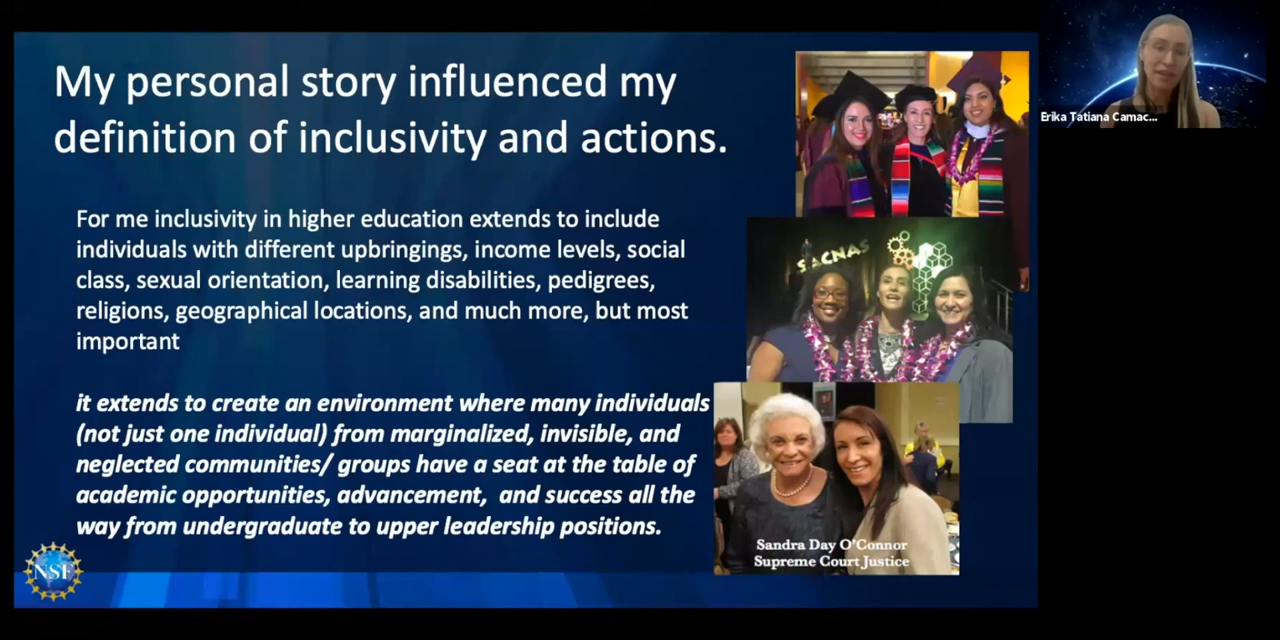 My personal story influenced my
definition of inclusivity and actions.
For me inclusivity in higher education extends to include
individuals with different upbringings, income levels, social
class, sexual orientation, learning disabilities, pedigrees,
religions, geographical locations, and much more, but most
important
it extends to create an environment where many individuals
(not just one individual) from marginalized, invisible, and
neglected communities/ groups have a seat at the table of
academic opportunities, advancement,  and success all the
way from undergraduate to upper leadership positions.
NSF
SACNAS
Sandra Day O'Connor
Supreme Court Justice
Erika Tatiana Camac...